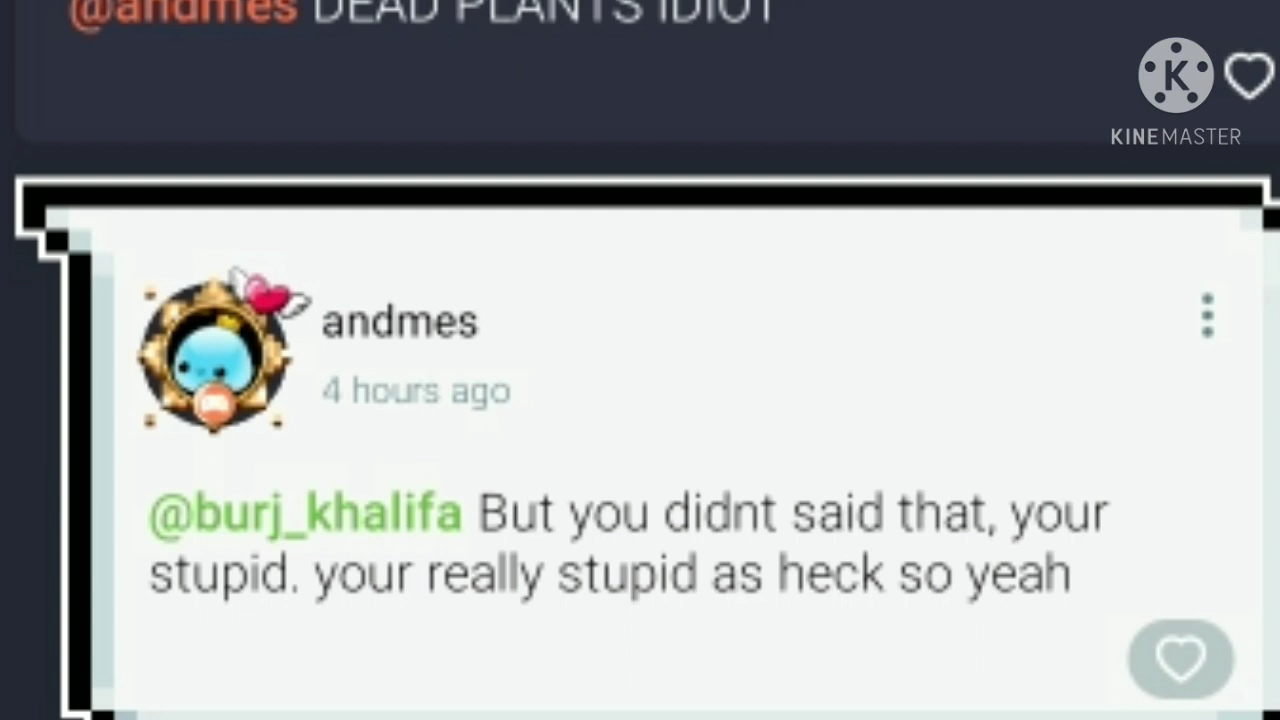 @andmes DEAD PLANTS IDIOT
K
KINEMASTER
andmes
4 hours ago
@burj_khalifa But you didnt said that, your
stupid. your really stupid as heck so yeah